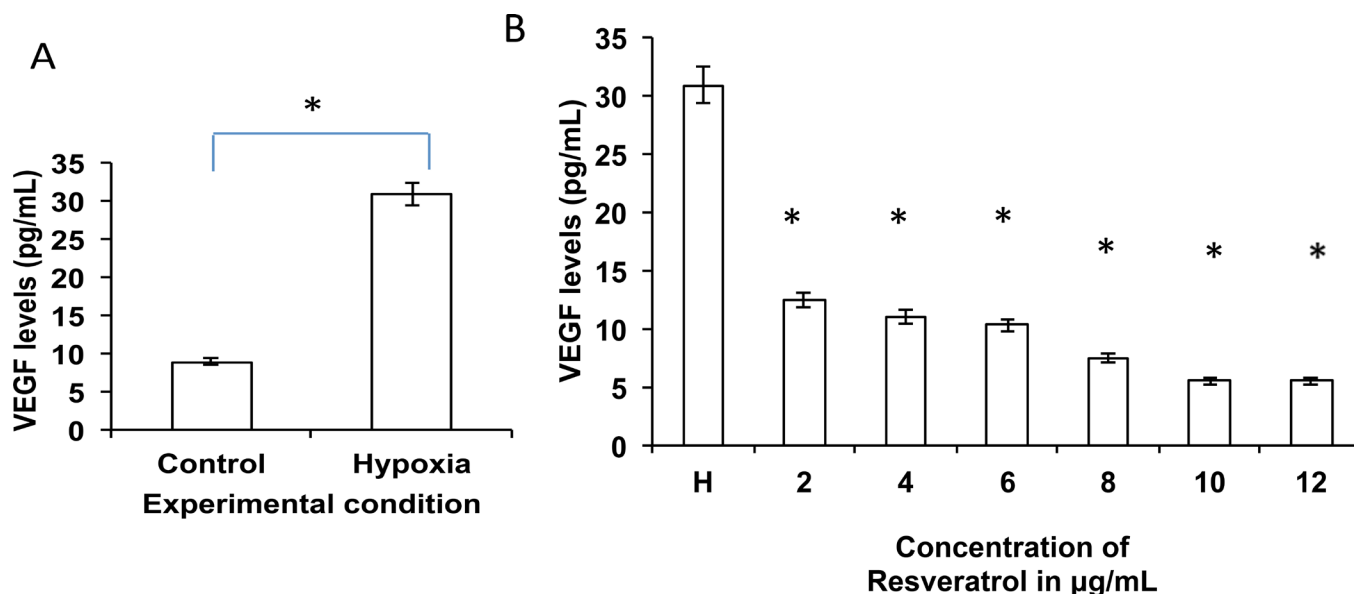 A
*
VEGF levels (pg/mL)
35
30
25
20
15
10
5
0
Control Hypoxia
Experimental condition
B
VEGF levels (pg/mL)
35
30
25
20
15
10
5
0
* * * * * *
H 2 4 6 8 10 12
Concentration of
Resveratrol in µg/mL